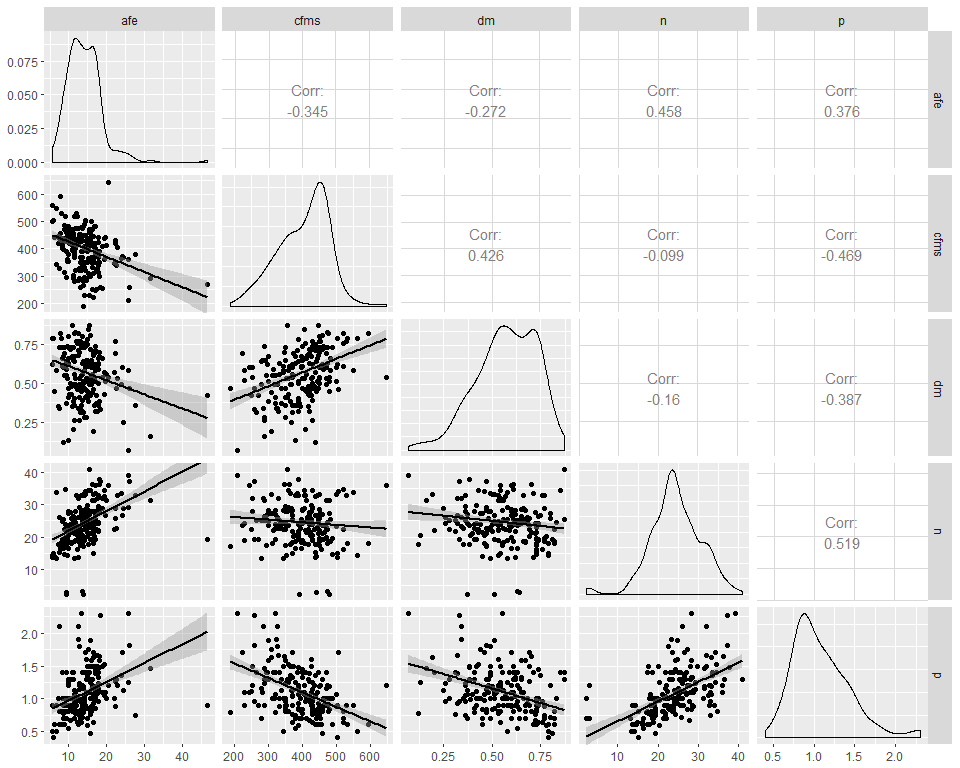 afe cfms dm n p
0.075
0.050
0.025
0.000
Corr:
-0.345
Corr:
-0.272
Corr:
0.458
Corr:
0.376
afe
600
500
400
300
200
Corr:
0.426
Corr:
-0.099
Corr:
-0.469
cfms
0.75
0.50
0.25
Corr:
-0.16
Corr:
-0.387
dm
40
30
20
10
Corr:
0.519
n
2.0
1.5
1.0
0.5
p
10 20 30 40 200 300 400 500 600 0.25 0.50 0.75 10 20 30 40 0.5 1.0 1.5 2.0